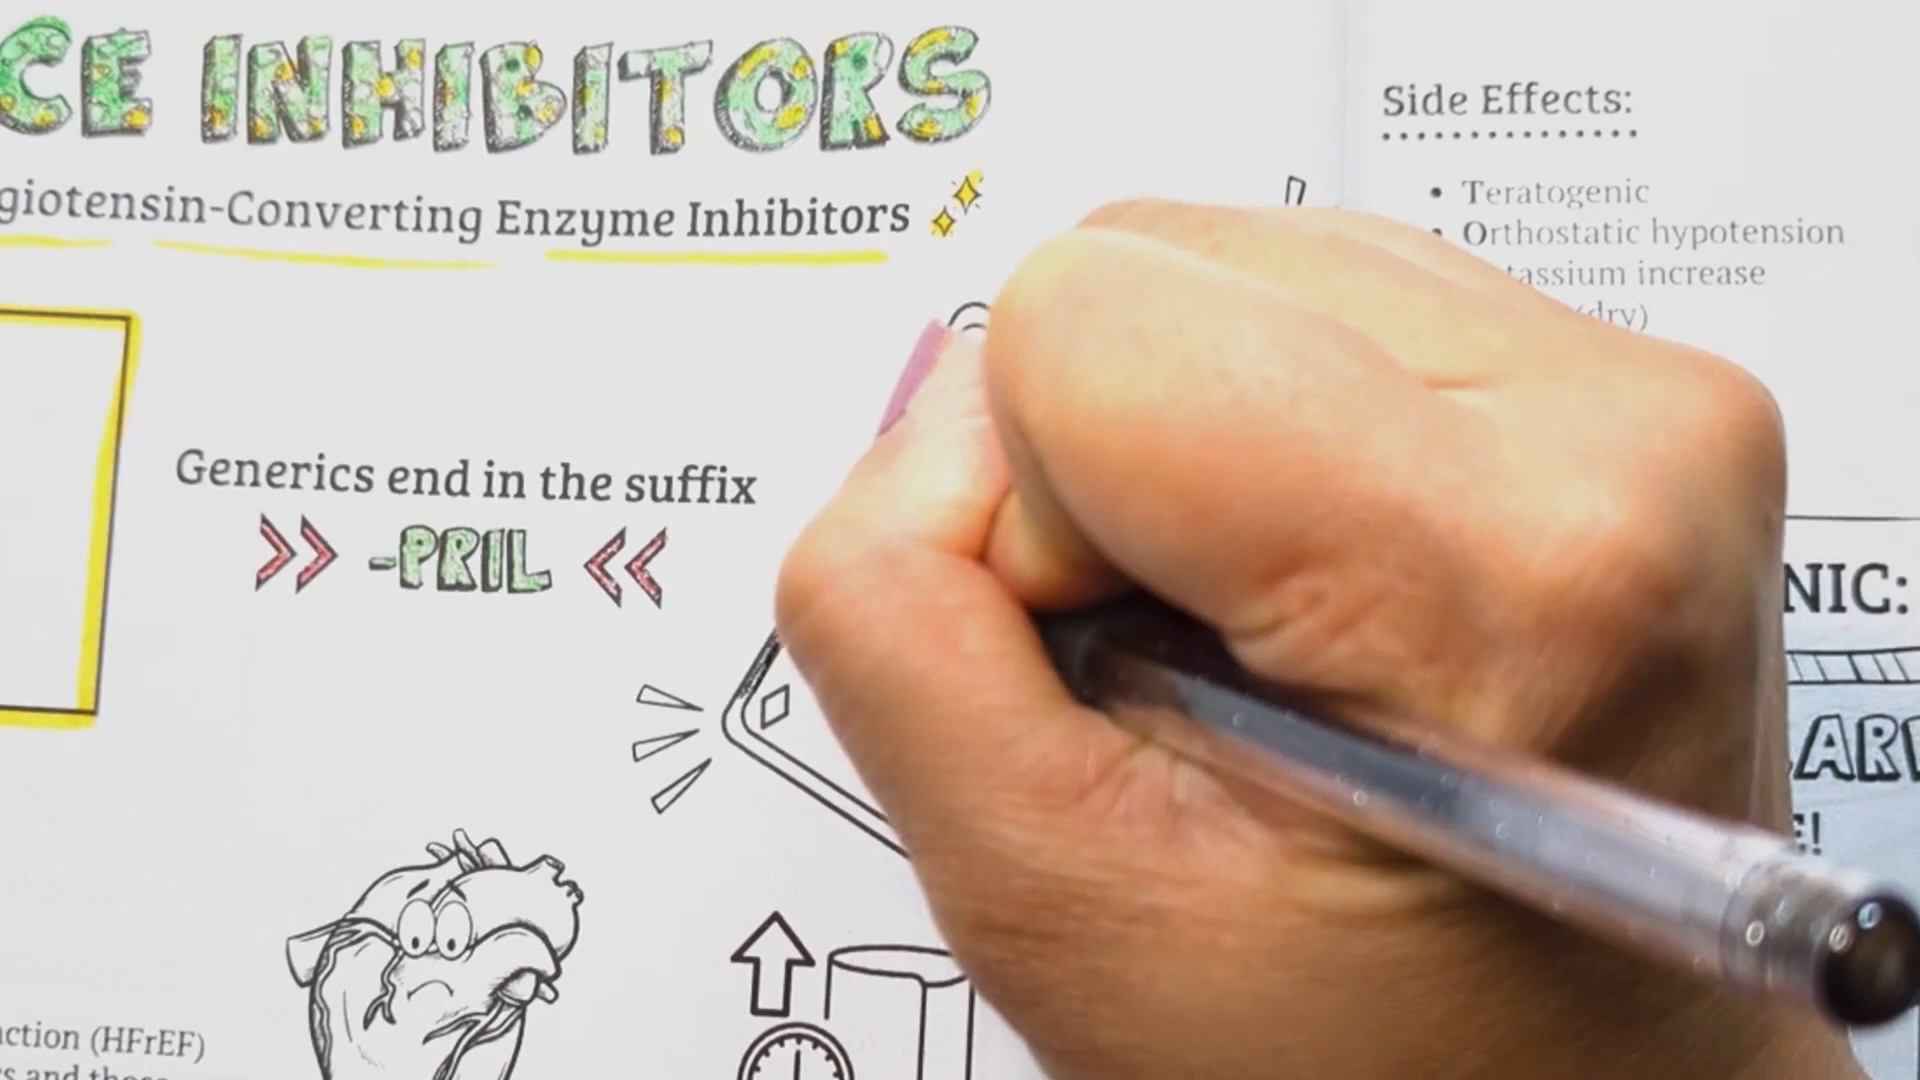 CE INHIBITORS
giotensin-Converting Enzyme Inhibitors
Generics end in the suffix
-PRIL
ction (HFrEF)
Side Effects:
Teratogenic
Orthostatic hypotension
tassium increase
(dry)
NIC: